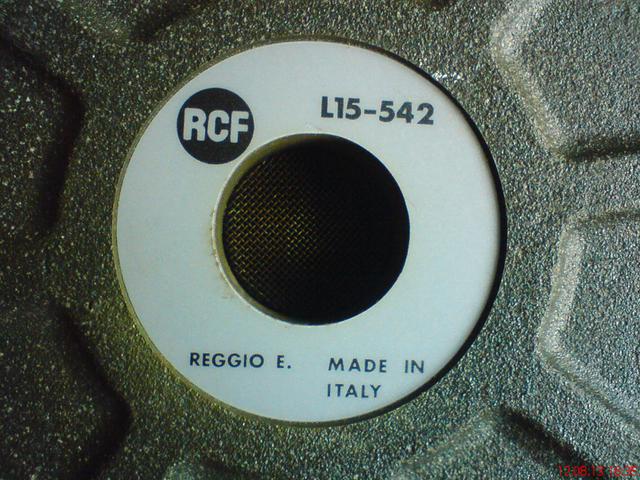 RCF
L15-542
REGGIO E.
MADE IN
ITALY